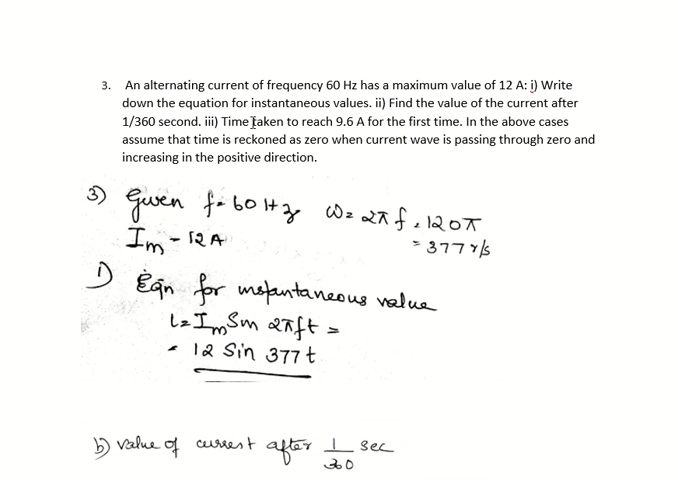 3. An alternating current of frequency 60 Hz has a maximum value of 12 A: i) Write
down the equation for instantaneous values. ii) Find the value of the current after
1/360 second. iii) Time taken to reach 9.6 A for the first time. In the above cases
assume that time is reckoned as zero when current wave is passing through zero and
increasing in the positive direction.
3) Given f = 60 Hz ω = 2πf = 120π
Im - 12 A = 377 r/s
1) Eqn for instantaneous value
i = Im Sin 2πft =
= 12 Sin 377 t
b) value of current after 1/360 sec